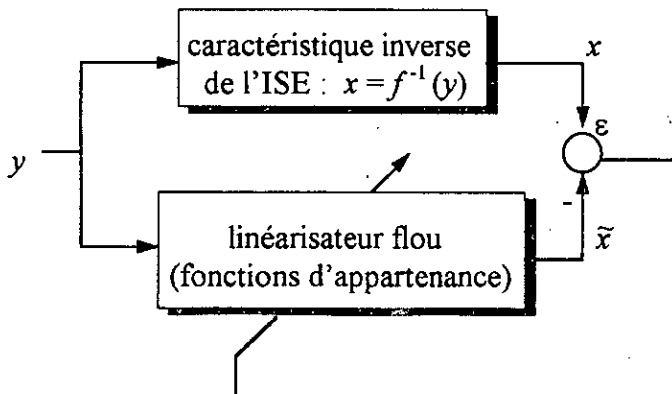 caractéristique inverse
de l'ISE : x = f⁻¹ (y)
x
ε
y
-
x̃
linéarisateur flou
(fonctions d'appartenance)